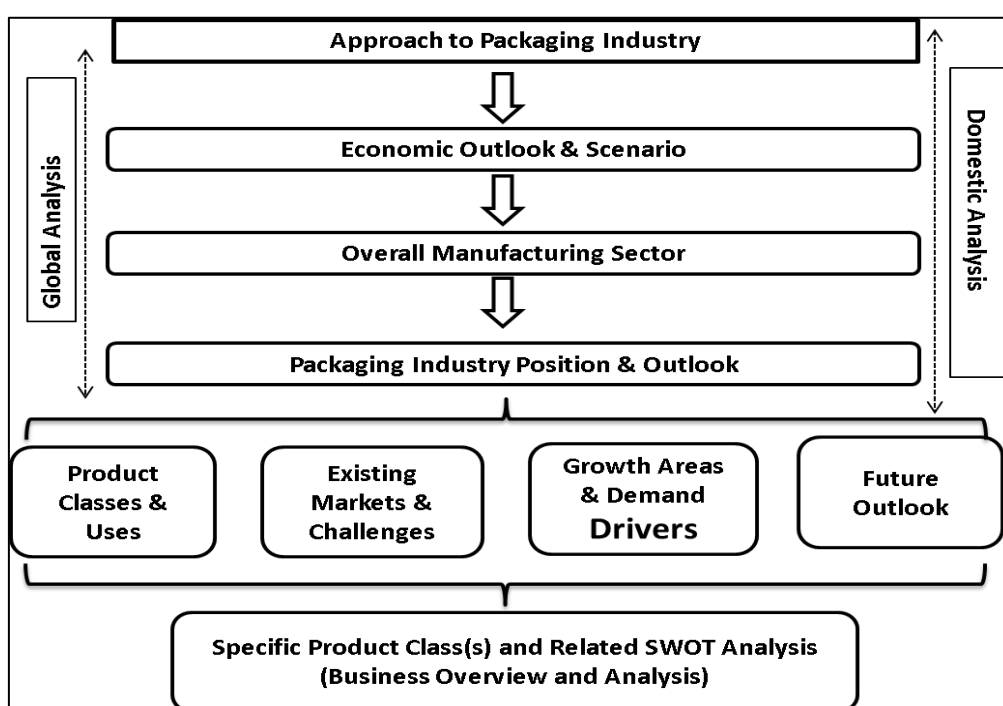 Approach to Packaging Industry
Economic Outlook & Scenario
Overall Manufacturing Sector
Packaging Industry Position & Outlook
Global Analysis
Domestic Analysis
Product
Classes &
Uses
Existing
Markets &
Challenges
Growth Areas
& Demand
Drivers
Future
Outlook
Specific Product Class(s) and Related SWOT Analysis
(Business Overview and Analysis)